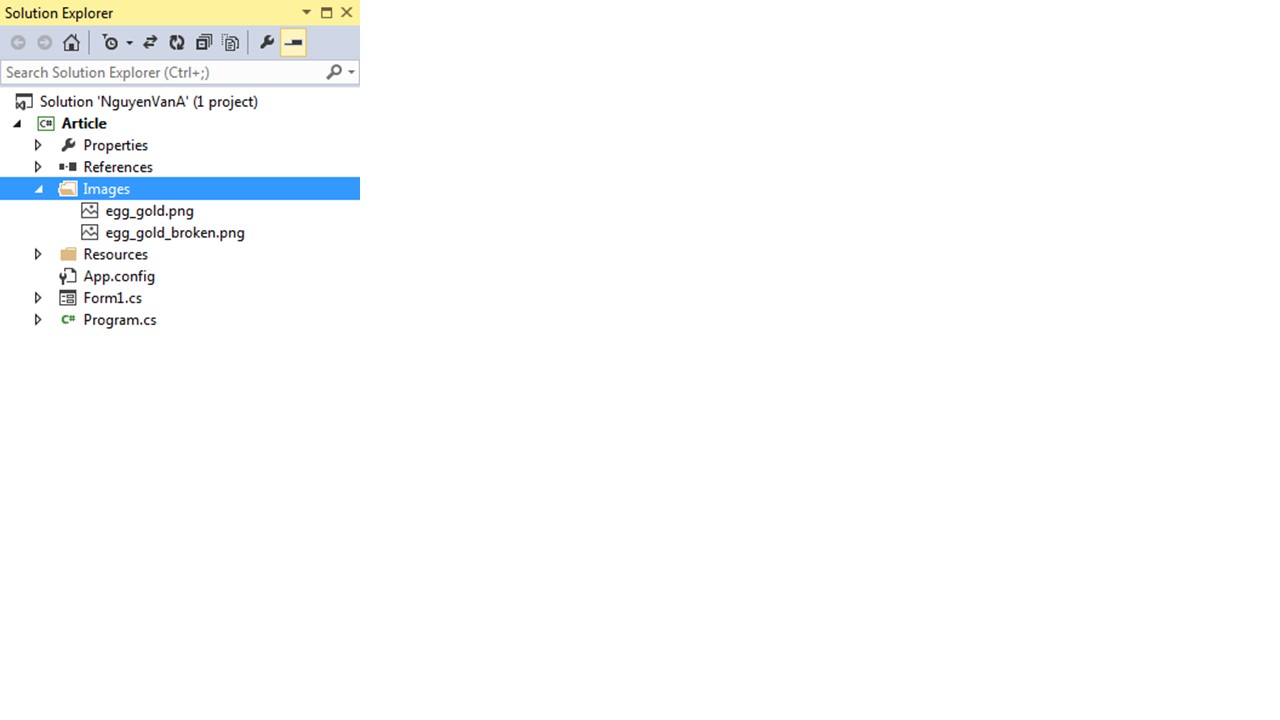 Solution Explorer
Search Solution Explorer (Ctrl+;)
Solution 'NguyenVanA' (1 project)
C# Article
Properties
References
Images
egg_gold.png
egg_gold_broken.png
Resources
App.config
Form1.cs
C# Program.cs